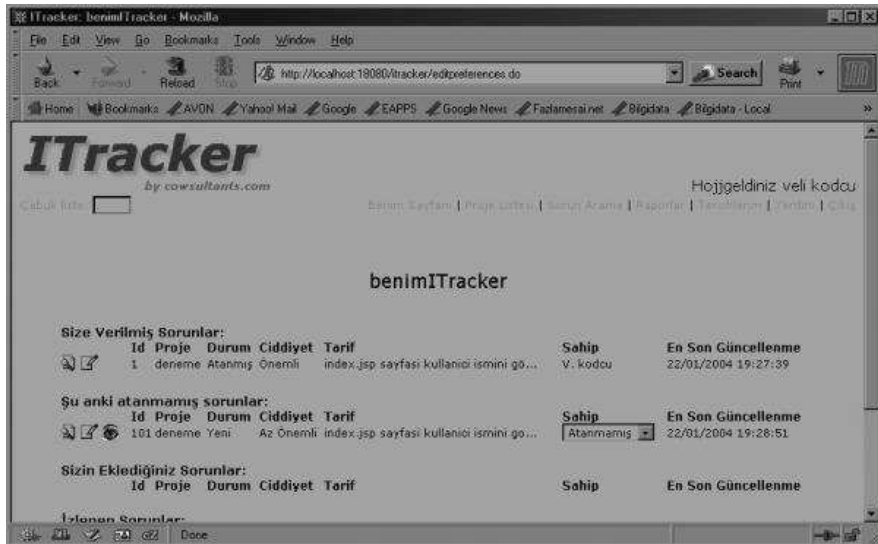 ITracker: benimITracker - Mozilla
File Edit View Go Bookmarks Tools Window Help
Back Forward Reload Stop http://localhost:18080/itracker/editpreferences.do Search Print
Home Bookmarks AVON Yahoo! Mail Google EAPPS Google News Fazlamesai.net Bilgidata Bilgidata - Local
ITracker
by cowsultants.com
Hojjgeldiniz veli kodcu
Cabuk liste
Benim Sayfam | Proje Listesi | Sorun Arama | Raporlar | Tercihlerim | Yardım | Çıkış
benimITracker
Size Verilmiş Sorunlar:
Id Proje Durum Ciddiyet Tarif Sahip En Son Güncellenme
1 deneme Atanmış Önemli index.jsp sayfasi kullanici ismini gö... V. kodcu 22/01/2004 19:27:39
Şu anki atanmamış sorunlar:
Id Proje Durum Ciddiyet Tarif Sahip En Son Güncellenme
101 deneme Yeni Az Önemli index.jsp sayfasi kullanici ismini go... Atanmamış 22/01/2004 19:28:51
Sizin Eklediğiniz Sorunlar:
Id Proje Durum Ciddiyet Tarif Sahip En Son Güncellenme
İzlenen Sorunlar:
Done